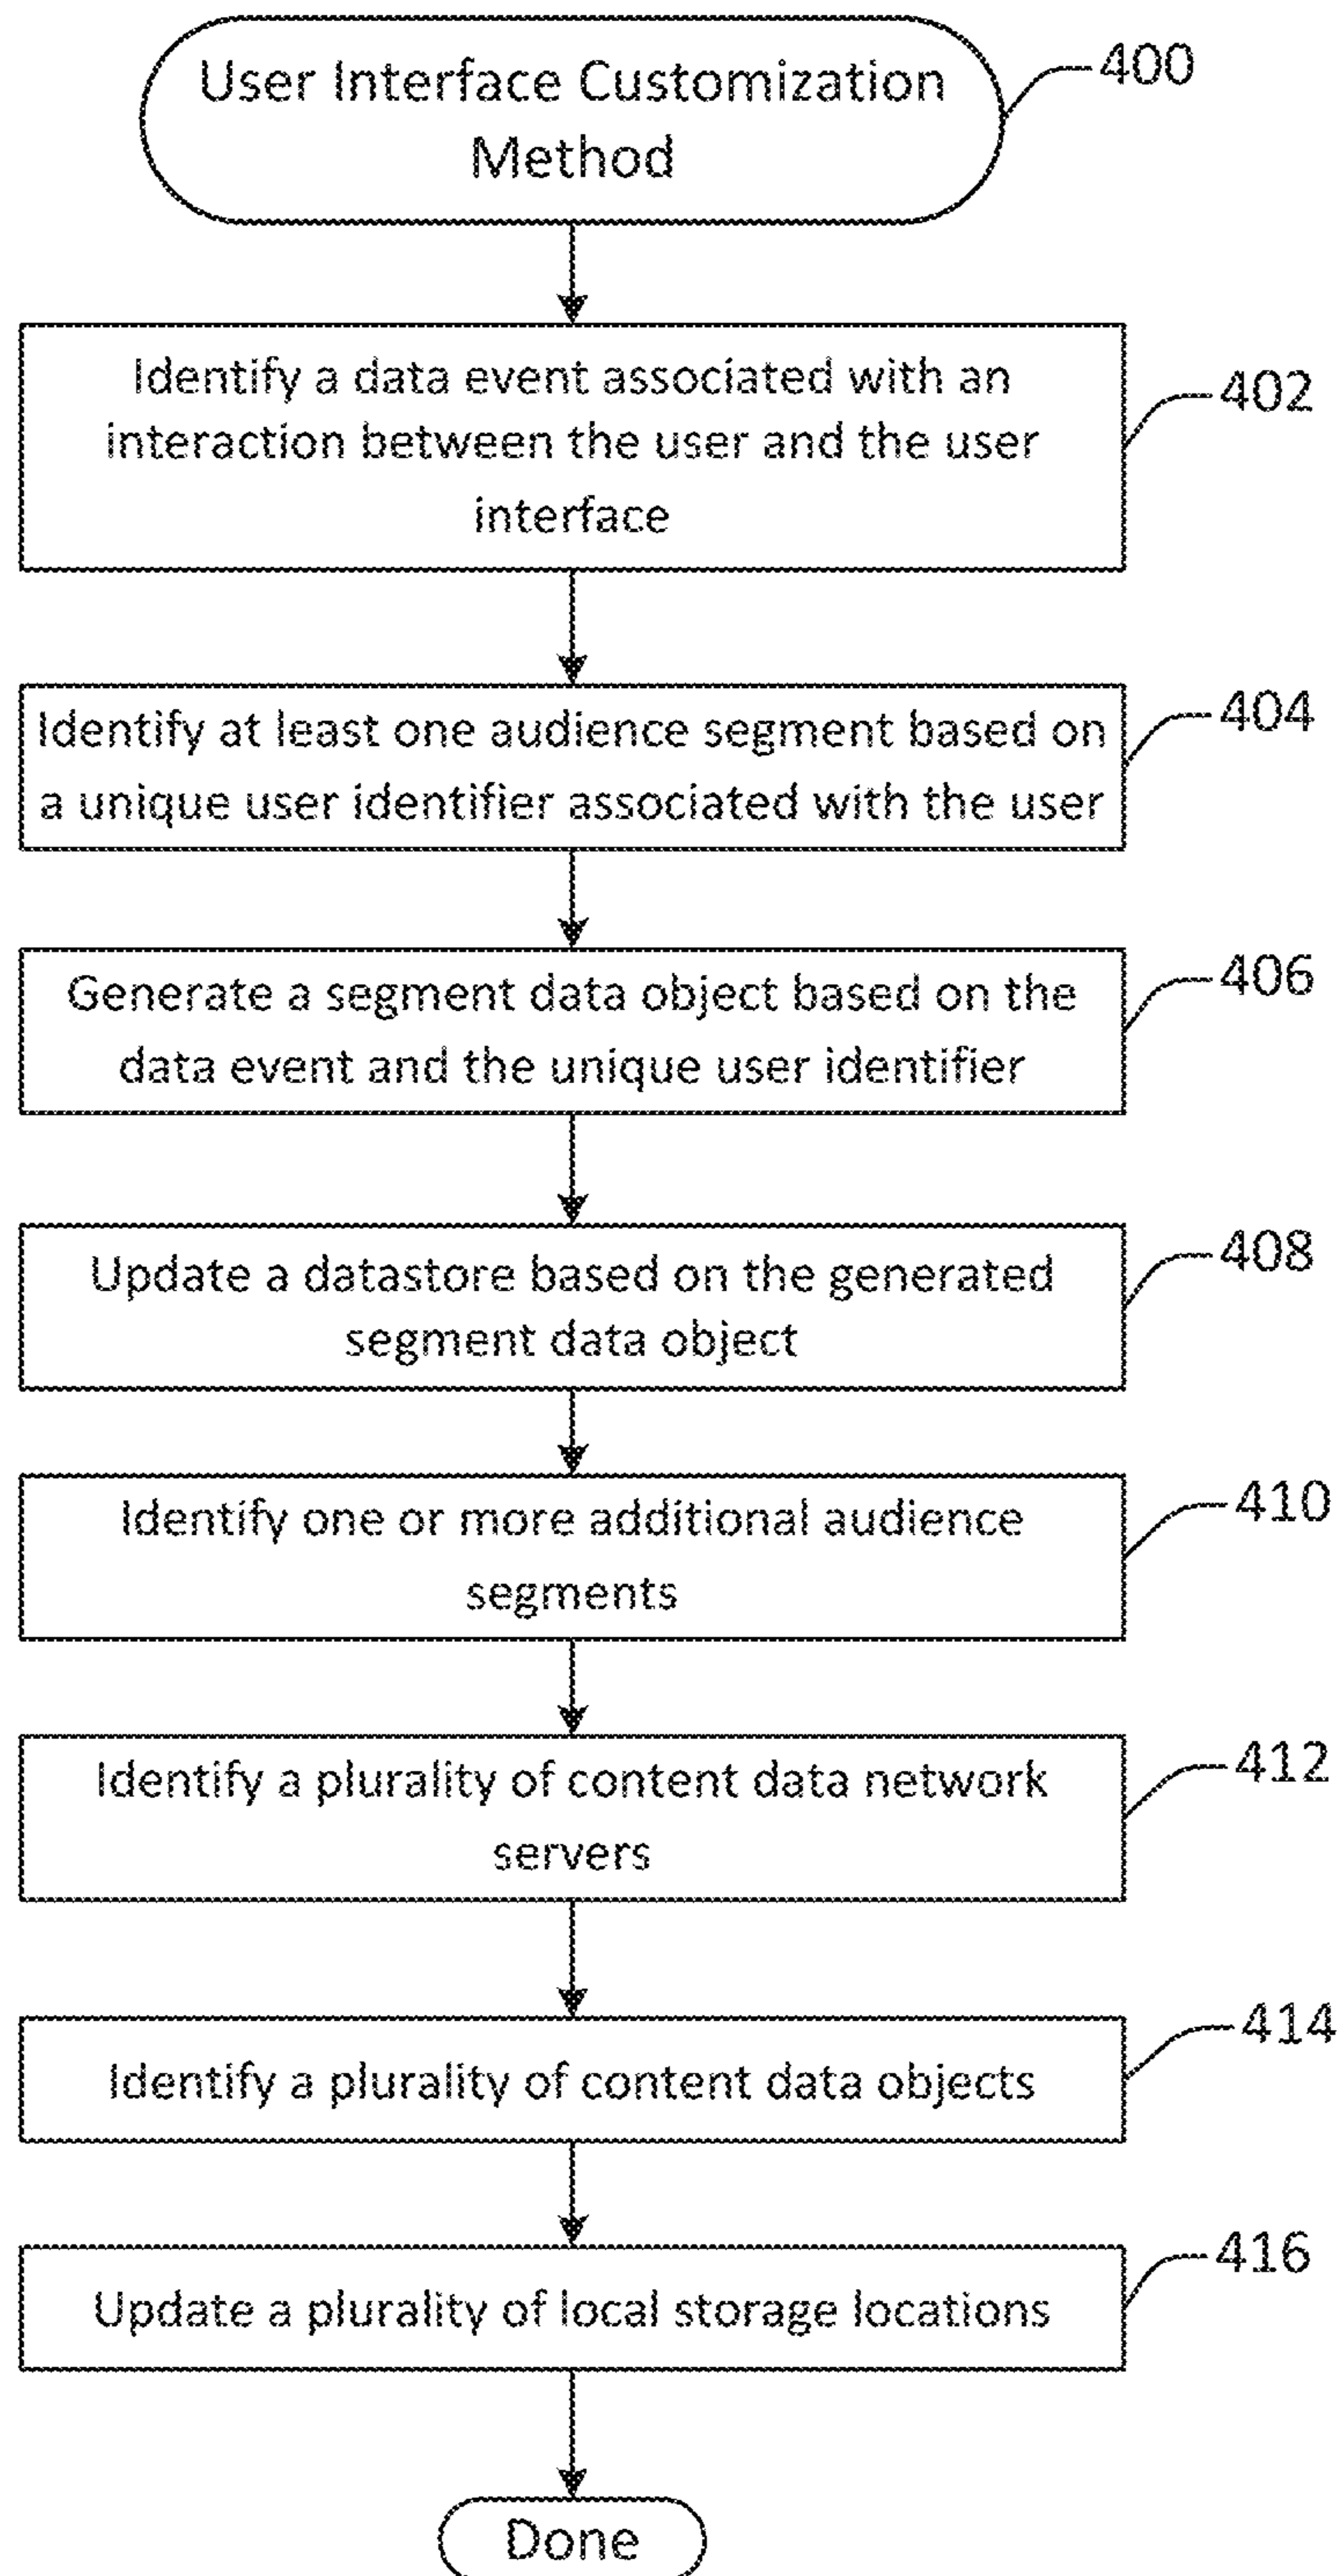 User Interface Customization
Method
400
Identify a data event associated with an
interaction between the user and the user
interface
402
Identify at least one audience segment based on
a unique user identifier associated with the user
404
Generate a segment data object based on the
data event and the unique user identifier
406
Update a datastore based on the generated
segment data object
408
Identify one or more additional audience
segments
410
Identify a plurality of content data network
servers
412
Identify a plurality of content data objects
414
Update a plurality of local storage locations
416
Done